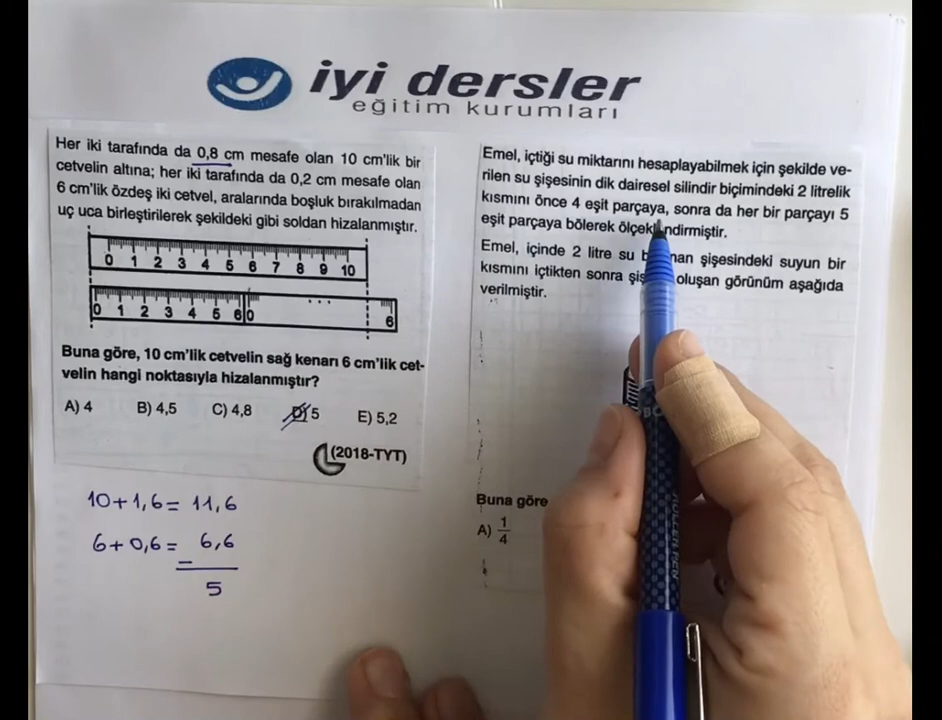 iyi dersler
eğitim kurumları
Her iki tarafında da 0,8 cm mesafe olan 10 cm'lik bir
cetvelin altına; her iki tarafında da 0,2 cm mesafe olan
6 cm'lik özdeş iki cetvel, aralarında boşluk bırakılmadan
uç uca birleştirilerek şekildeki gibi soldan hizalanmıştır.
0 1 2 3 4 5 6 7 8 9 10
0 1 2 3 4 5 6 0 ... 6
Buna göre, 10 cm'lik cetvelin sağ kenarı 6 cm'lik cet-
velin hangi noktasıyla hizalanmıştır?
A) 4 B) 4,5 C) 4,8 D) 5 E) 5,2
(2018-TYT)
10+1,6= 11,6
6+0,6= 6,6
-
5
Emel, içtiği su miktarını hesaplayabilmek için şekilde ve-
rilen su şişesinin dik dairesel silindir biçimindeki 2 litrelik
kısmını önce 4 eşit parçaya, sonra da her bir parçayı 5
eşit parçaya bölerek ölçeklendirmiştir.
Emel, içinde 2 litre su şişesindeki suyun bir
kısmını içtikten sonra oluşan görünüm aşağıda
verilmiştir.
Buna göre
A) 1/4